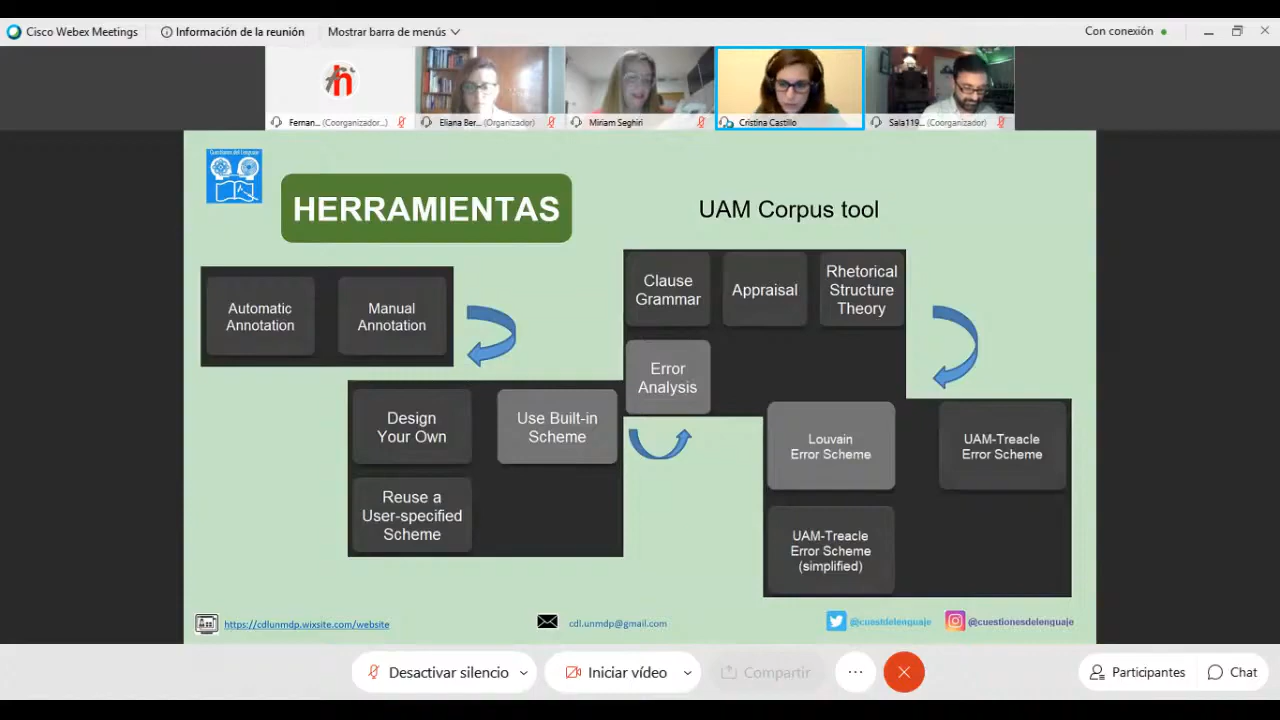 Cisco Webex Meetings
Información de la reunión
Mostrar barra de menús
Con conexión
h
Fernan... (Coorganizador...)
Eliana Ber... (Organizador)
Miriam Seghiri
Cristina Castillo
Sala119... (Coorganizador)
Cuestiones del Lenguaje
HERRAMIENTAS
UAM Corpus tool
Automatic
Annotation
Manual
Annotation
Clause
Grammar
Appraisal
Rhetorical
Structure
Theory
Error
Analysis
Design
Your Own
Use Built-in
Scheme
Reuse a
User-specified
Scheme
Louvain
Error Scheme
UAM-Treacle
Error Scheme
UAM-Treacle
Error Scheme
(simplified)
https://cdlunmdp.wixsite.com/website
cdl.unmdp@gmail.com
@cuestdelenguaje
@cuestionesdelenguaje
Desactivar silencio
Iniciar vídeo
Compartir
Participantes
Chat